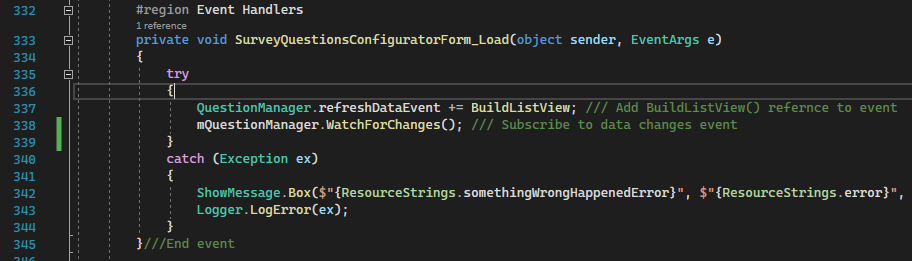 332 #region Event Handlers
1 reference
333 private void SurveyQuestionsConfiguratorForm_Load(object sender, EventArgs e)
334 {
335 try
336 {
337 QuestionManager.refreshDataEvent += BuildListView; /// Add BuildListView() refernce to event
338 mQuestionManager.WatchForChanges(); /// Subscribe to data changes event
339 }
340 catch (Exception ex)
341 {
342 ShowMessage.Box($"{ResourceStrings.somethingWrongHappenedError}", $"{ResourceStrings.error}",
343 Logger.LogError(ex);
344 }
345 }///End event
346